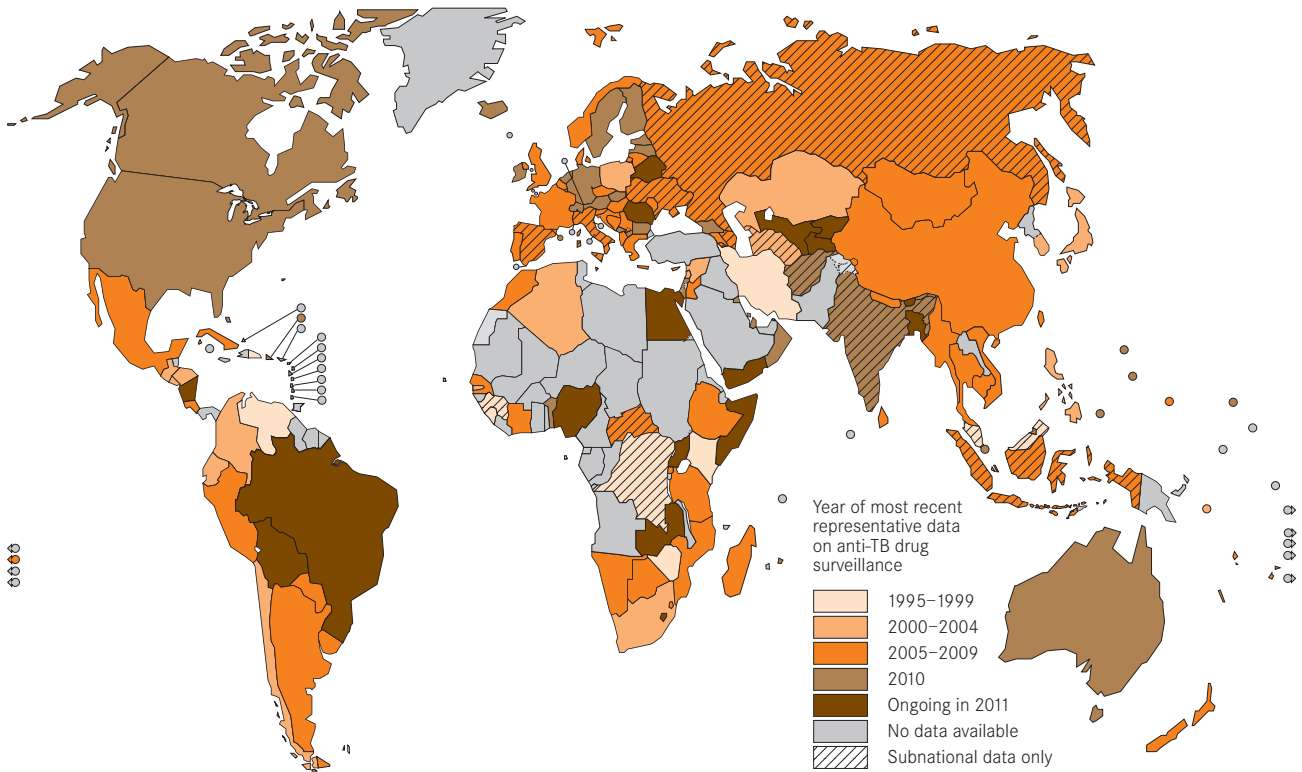 Year of most recent
representative data
on anti-TB drug
surveillance
1995–1999
2000–2004
2005–2009
2010
Ongoing in 2011
No data available
Subnational data only